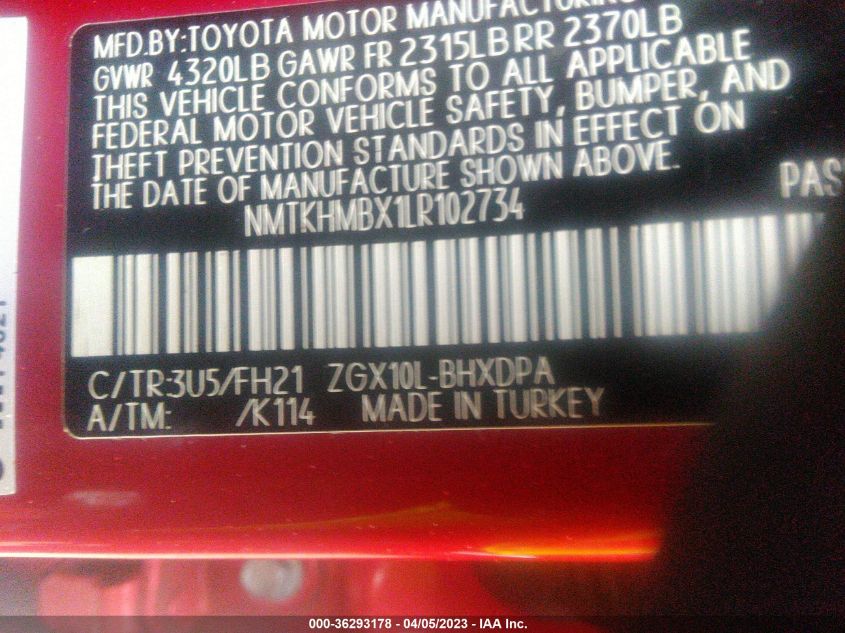 MFD.BY:TOYOTA MOTOR MANUFACTURING
GVWR 4320LB GAWR FR 2315LB RR 2370LB
THIS VEHICLE CONFORMS TO ALL APPLICABLE
FEDERAL MOTOR VEHICLE SAFETY, BUMPER, AND
THEFT PREVENTION STANDARDS IN EFFECT ON
THE DATE OF MANUFACTURE SHOWN ABOVE.
PAS
NMTKHMBX1LR102734
C/TR:3U5/FH21 ZGX10L-BHXDPA
A/TM: /K114 MADE IN TURKEY
000-36293178 - 04/05/2023 - IAA Inc.